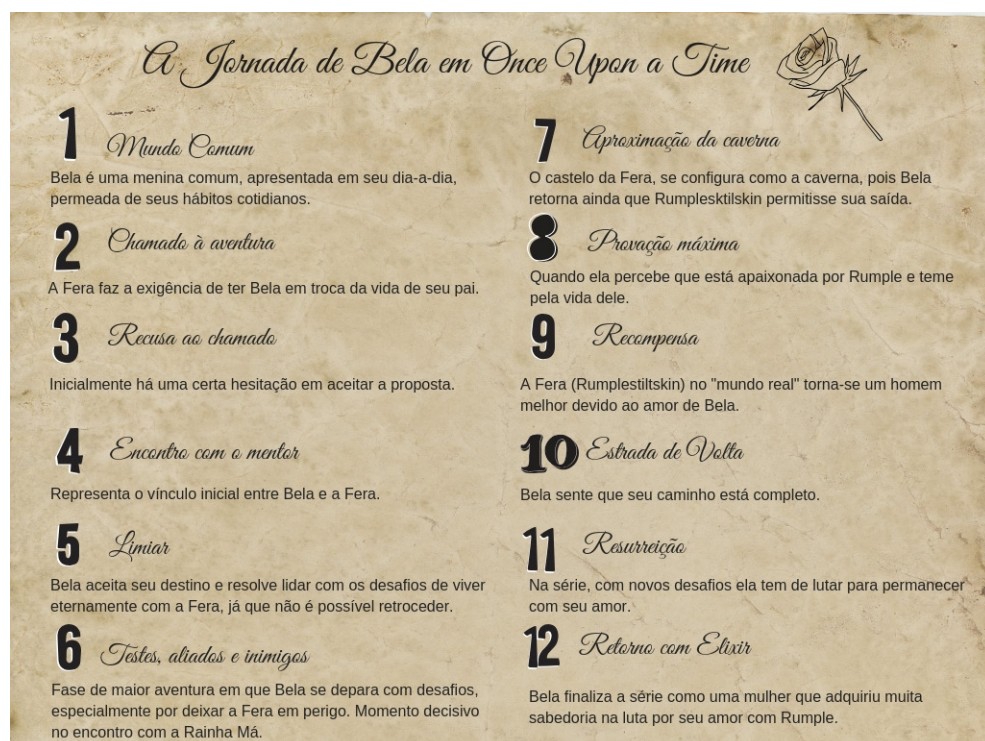 A Jornada de Bela em Once Upon a Time
1
Mundo Comum
Bela é uma menina comum, apresentada em seu dia-a-dia,
permeada de seus hábitos cotidianos.
2
Chamado à aventura
A Fera faz a exigência de ter Bela em troca da vida de seu pai.
3
Recusa ao chamado
Inicialmente há uma certa hesitação em aceitar a proposta.
4
Encontro com o mentor
Representa o vínculo inicial entre Bela e a Fera.
5
Limiar
Bela aceita seu destino e resolve lidar com os desafios de viver
eternamente com a Fera, já que não é possível retroceder.
6
Testes, aliados e inimigos
Fase de maior aventura em que Bela se depara com desafios,
especialmente por deixar a Fera em perigo. Momento decisivo
no encontro com a Rainha Má.
7
Aproximação da caverna
O castelo da Fera, se configura como a caverna, pois Bela
retorna ainda que Rumplesktilskin permitisse sua saída.
8
Provação máxima
Quando ela percebe que está apaixonada por Rumple e teme
pela vida dele.
9
Recompensa
A Fera (Rumplestiltskin) no "mundo real" torna-se um homem
melhor devido ao amor de Bela.
10
Estrada de Volta
Bela sente que seu caminho está completo.
11
Resurreição
Na série, com novos desafios ela tem de lutar para permanecer
com seu amor.
12
Retorno com Elixir
Bela finaliza a série como uma mulher que adquiriu muita
sabedoria na luta por seu amor com Rumple.